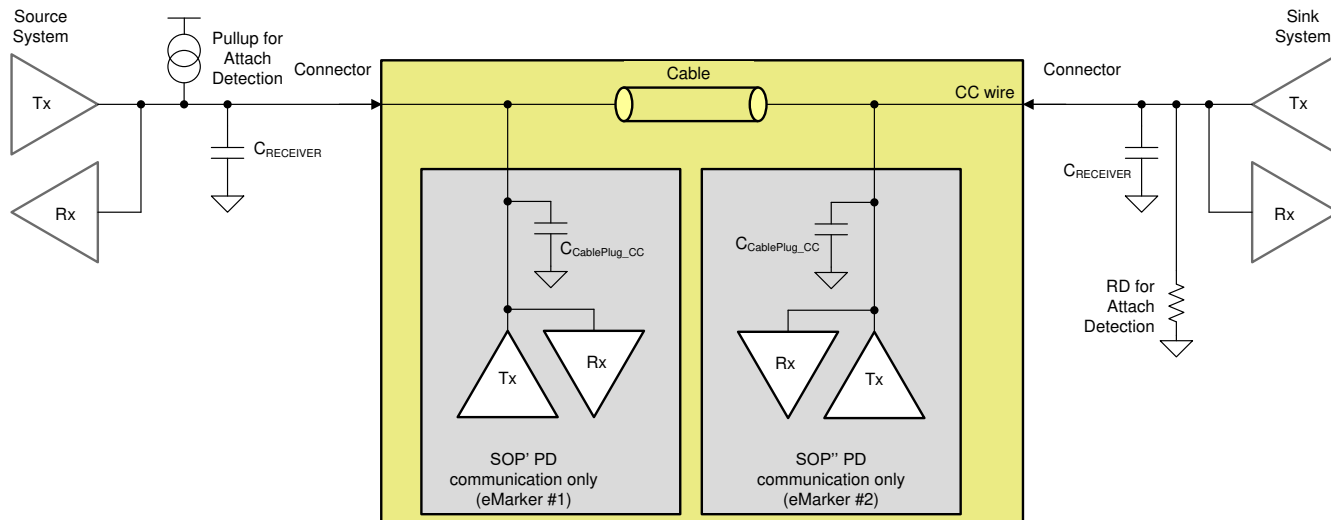 Source
System
Pullup for
Attach
Detection
Connector
Cable
Connector
Sink
System
Tx
CC wire
Tx
CRECEIVER
CRECEIVER
Rx
Rx
CCablePlug_CC
CCablePlug_CC
RD for
Attach
Detection
Tx
Rx
Rx
Tx
SOP' PD
communication only
(eMarker #1)
SOP'' PD
communication only
(eMarker #2)